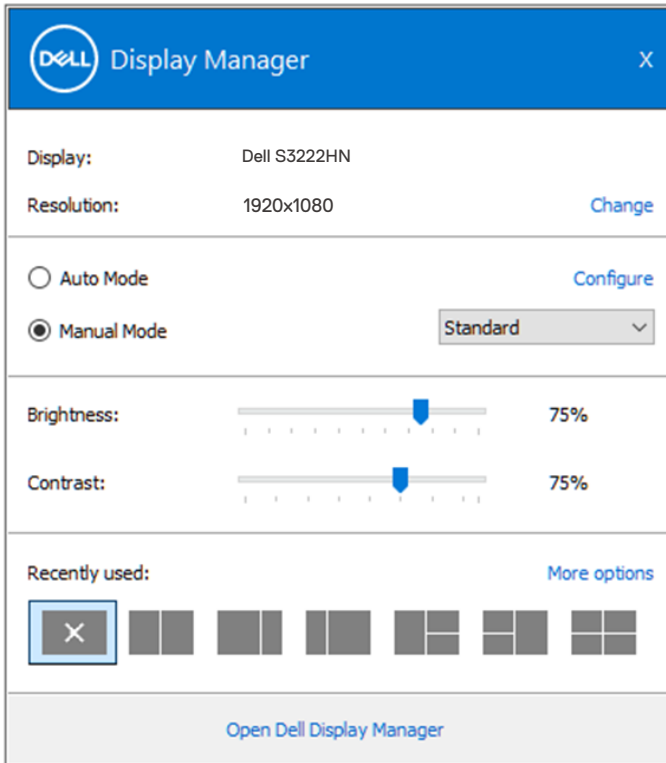 DELL Display Manager X
Display: Dell S3222HN
Resolution: 1920x1080 Change
Auto Mode Configure
Manual Mode Standard
Brightness: 75%
Contrast: 75%
Recently used: More options
Open Dell Display Manager